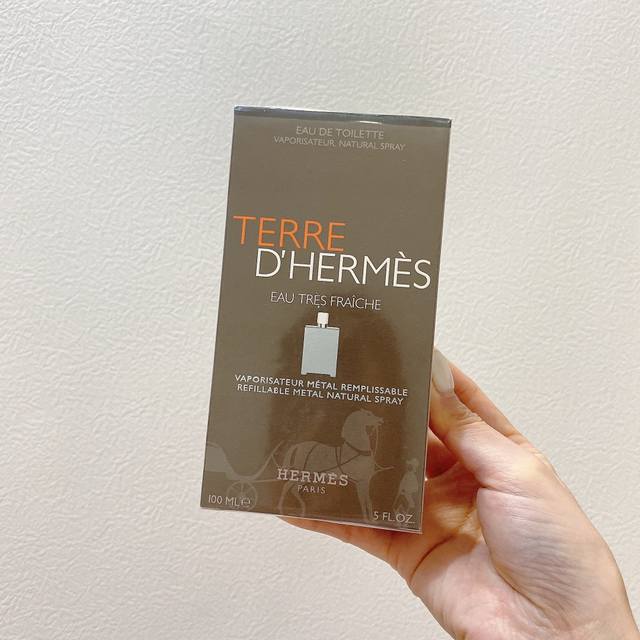 EAU DE TOILETTE
VAPORISATEUR, NATURAL SPRAY
TERRE
D'HERMÈS
EAU TRÈS FRAÎCHE
VAPORISATEUR MÉTAL REMPLISSABLE
REFILLABLE METAL NATURAL SPRAY
HERMÈS
PARIS
100 ML e
5 FL.OZ.